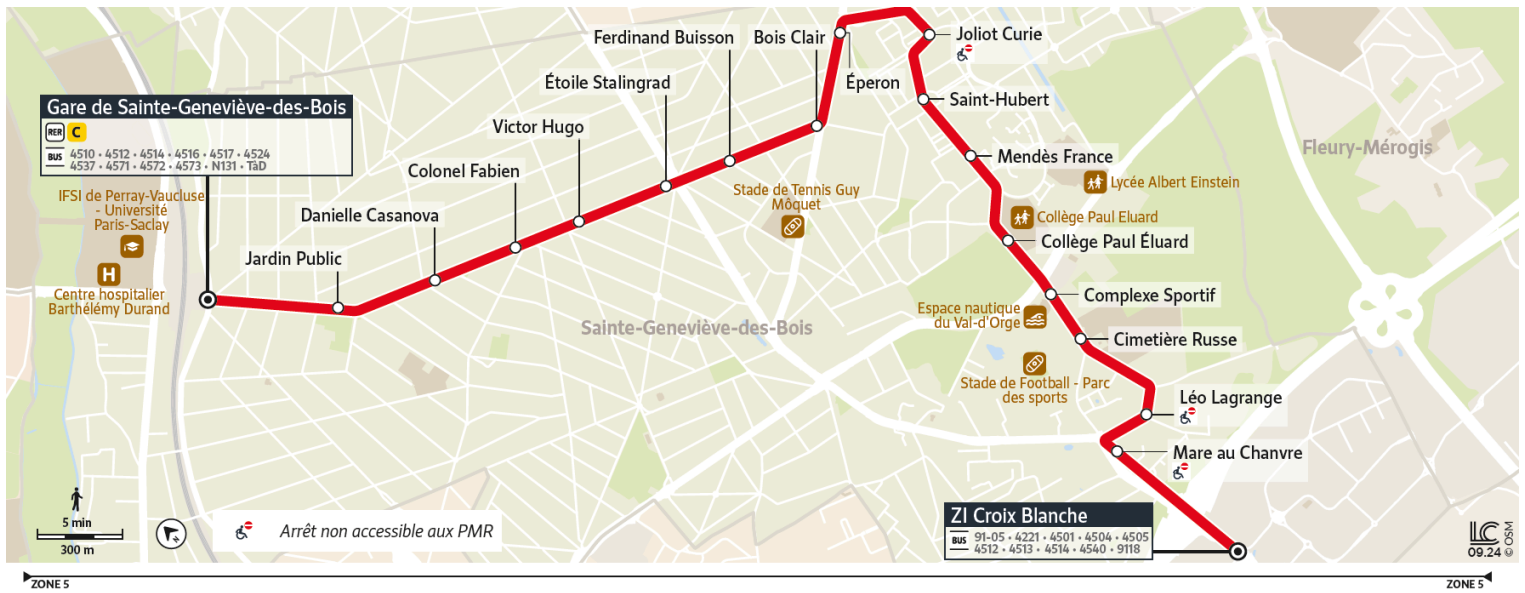 Ferdinand Buisson
Bois Clair
Joliot Curie
Étoile Stalingrad
Éperon
Gare de Sainte-Geneviève-des-Bois
RER C
BUS 4510 • 4512 • 4514 • 4516 • 4517 • 4524
4537 • 4571 • 4572 • 4573 • N131 • TàD
Saint-Hubert
Victor Hugo
Fleury-Mérogis
Mendès France
Colonel Fabien
Lycée Albert Einstein
IFSI de Perray-Vaucluse
- Université
Paris-Saclay
Stade de Tennis Guy
Môquet
Danielle Casanova
Collège Paul Eluard
Collège Paul Éluard
Jardin Public
H
Centre hospitalier
Barthélémy Durand
Complexe Sportif
Espace nautique
du Val-d'Orge
Sainte-Geneviève-des-Bois
Cimetière Russe
Stade de Football - Parc
des sports
Léo Lagrange
Mare au Chanvre
5 min
300 m
Arrêt non accessible aux PMR
ZI Croix Blanche
BUS 91-05 • 4221 • 4501 • 4504 • 4505
4512 • 4513 • 4514 • 4540 • 9118
LC
09.24 © OSM
ZONE 5
ZONE 5